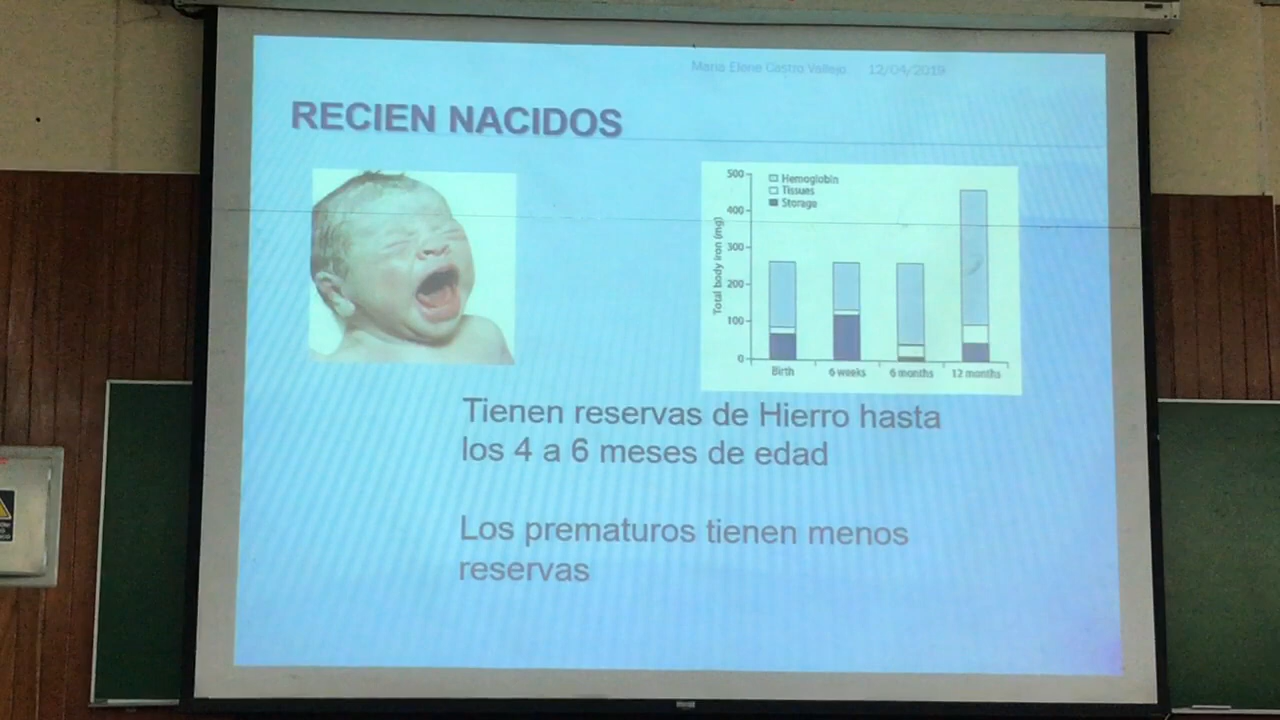 Maria Elene Castro Vallejo 12/04/2019
RECIEN NACIDOS
500
400
300
200
100
0
Total body iron (mg)
Hemoglobin
Tissues
Storage
Birth 6 weeks 6 months 12 months
Tienen reservas de Hierro hasta
los 4 a 6 meses de edad
Los prematuros tienen menos
reservas